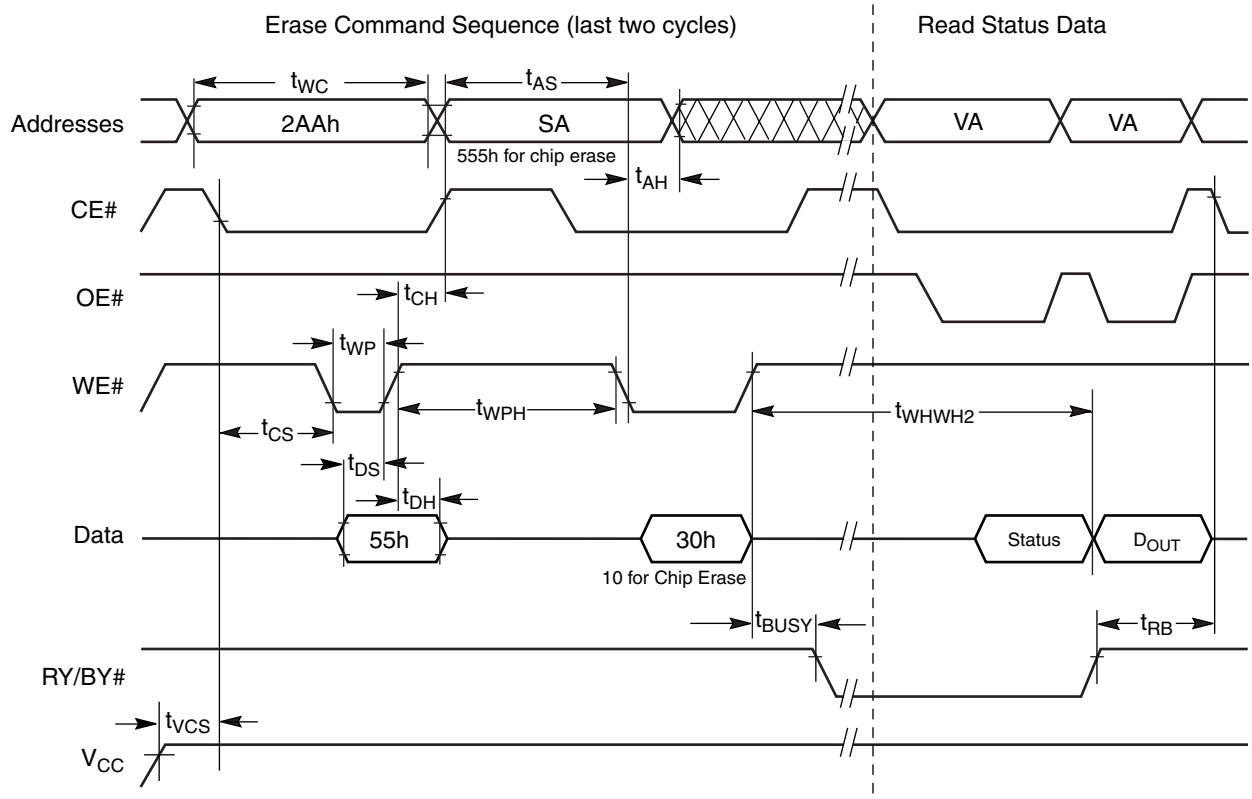 Erase Command Sequence (last two cycles) Read Status Data
tWC tAS
Addresses 2AAh SA VA VA
555h for chip erase
tAH
CE#
OE#
tCH
tWP
WE#
tWPH tWHWH2
tCS
tDS
tDH
Data 55h 30h Status DOUT
10 for Chip Erase
tBUSY tRB
RY/BY#
tVCS
VCC